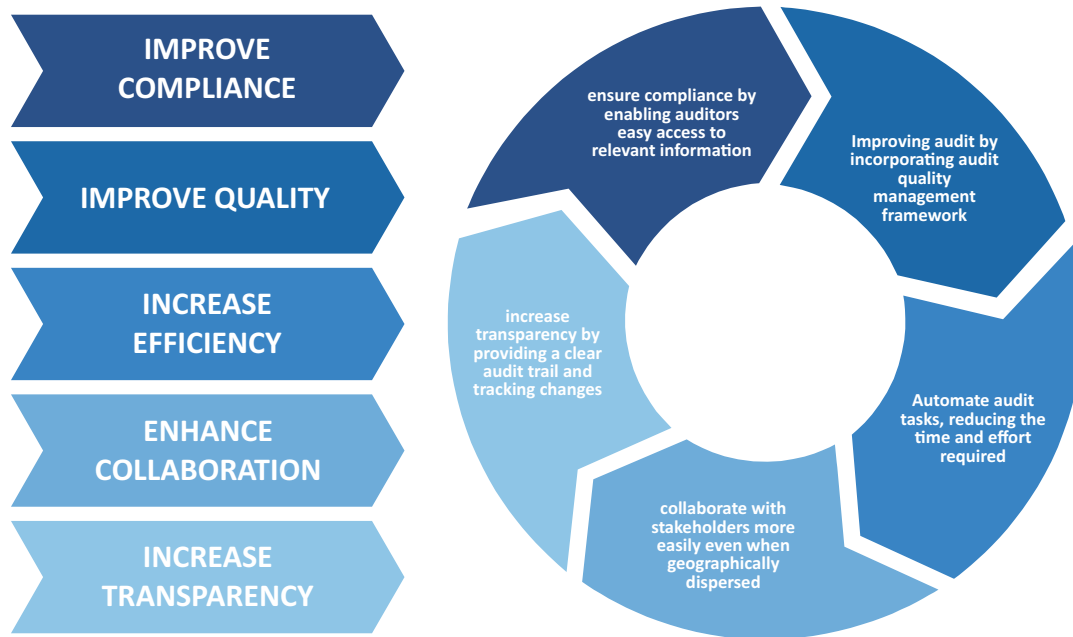 IMPROVE
COMPLIANCE
IMPROVE QUALITY
INCREASE
EFFICIENCY
ENHANCE
COLLABORATION
INCREASE
TRANSPARENCY
ensure compliance by
enabling auditors
easy access to
relevant information
Improving audit by
incorporating audit
quality
management
framework
Automate audit
tasks, reducing the
time and effort
required
collaborate with
stakeholders more
easily even when
geographically
dispersed
increase
transparency by
providing a clear
audit trail and
tracking changes